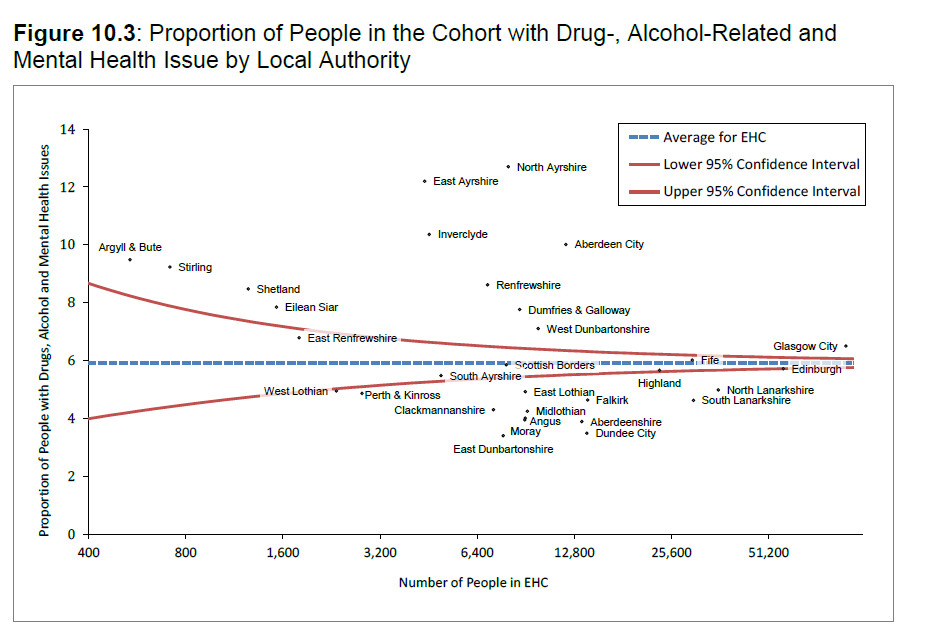 Figure 10.3: Proportion of People in the Cohort with Drug-, Alcohol-Related and
Mental Health Issue by Local Authority
Proportion of People with Drugs, Alcohol and Mental Health Issues
14
12
10
8
6
4
2
0
Average for EHC
Lower 95% Confidence Interval
Upper 95% Confidence Interval
North Ayrshire
East Ayrshire
Inverclyde
Aberdeen City
Argyll & Bute
Stirling
Shetland
Renfrewshire
Eilean Siar
Dumfries & Galloway
West Dunbartonshire
East Renfrewshire
Glasgow City
Fife
Scottish Borders
Edinburgh
South Ayrshire
Highland
West Lothian
Perth & Kinross
East Lothian
North Lanarkshire
Falkirk
South Lanarkshire
Clackmannanshire
Midlothian
Angus
Aberdeenshire
Moray
Dundee City
East Dunbartonshire
400
800
1,600
3,200
6,400
12,800
25,600
51,200
Number of People in EHC